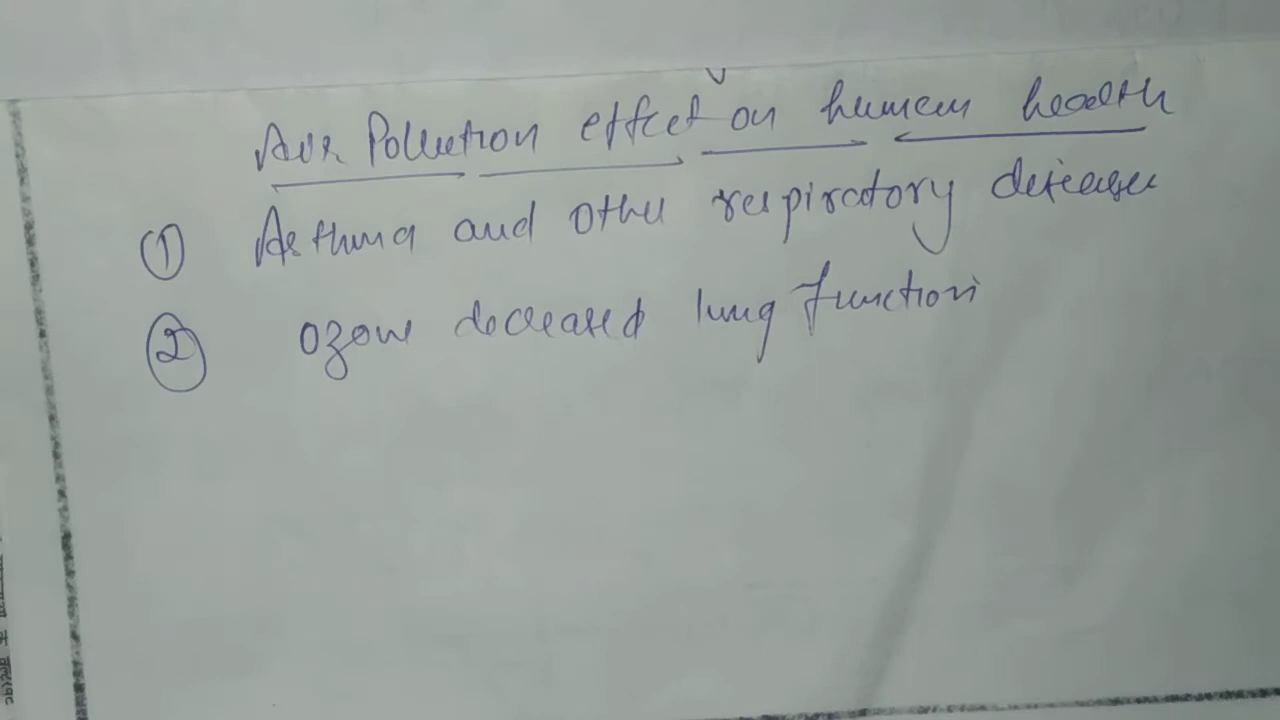 Air Pollution effect on human health
① Asthma and other respiratory diseases
② Ozone decreased lung function